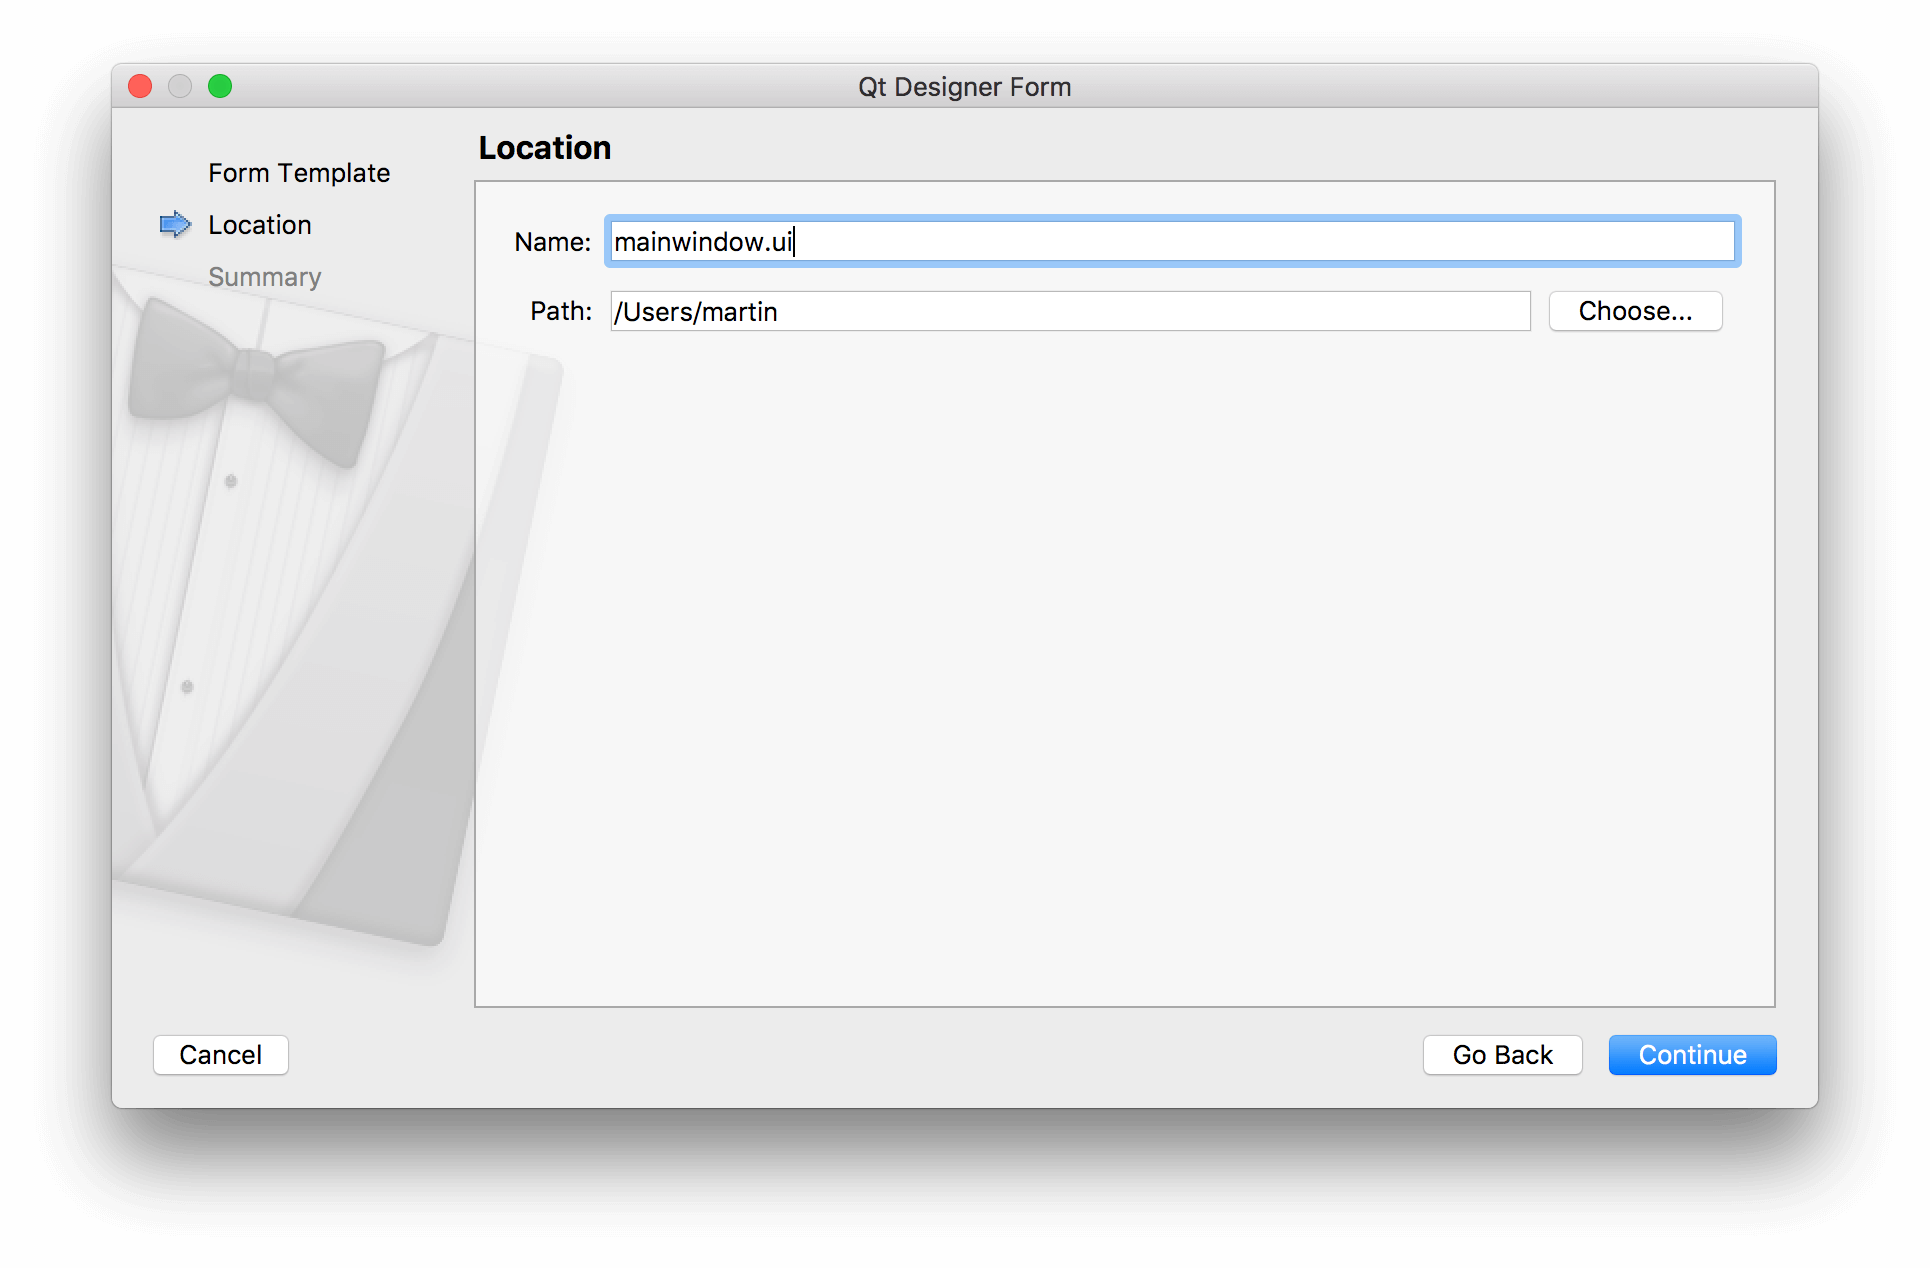 Qt Designer Form
Form Template
Location
Summary
Location
Name: mainwindow.ui
Path: /Users/martin Choose...
Cancel Go Back Continue